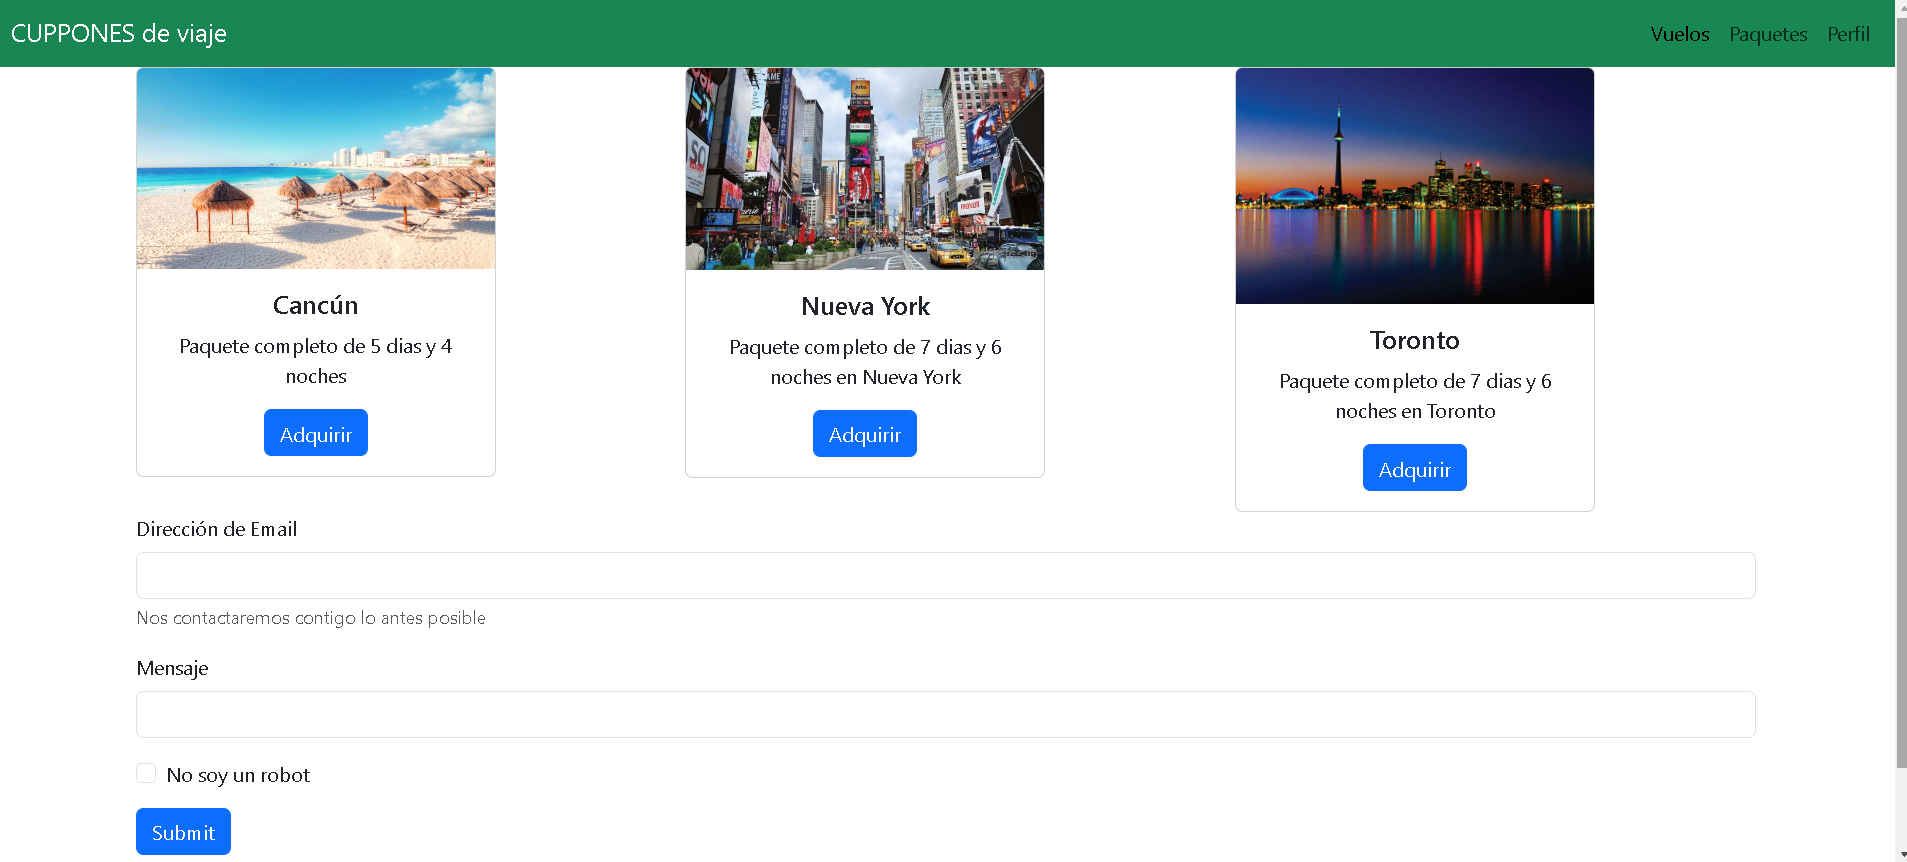 CUPPONES de viaje
Vuelos Paquetes Perfil
Cancún
Paquete completo de 5 dias y 4
noches
Adquirir
Nueva York
Paquete completo de 7 dias y 6
noches en Nueva York
Adquirir
Toronto
Paquete completo de 7 dias y 6
noches en Toronto
Adquirir
Dirección de Email
Nos contactaremos contigo lo antes posible
Mensaje
No soy un robot
Submit